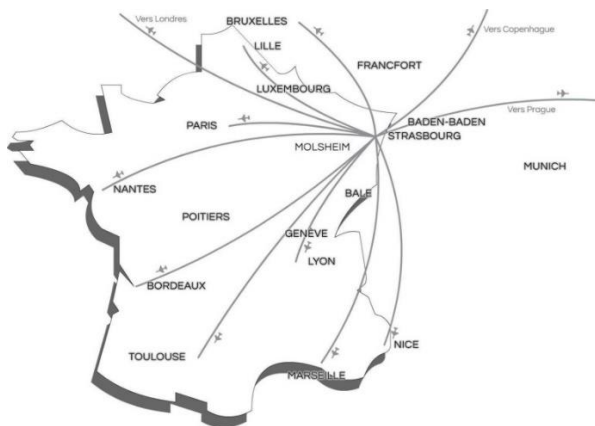 Vers Londres
BRUXELLES
LILLE
Vers Copenhague
FRANCFORT
LUXEMBOURG
Vers Prague
PARIS
BADEN-BADEN
STRASBOURG
MOLSHEIM
MUNICH
NANTES
BALE
POITIERS
GENEVE
LYON
BORDEAUX
NICE
TOULOUSE
MARSEILLE